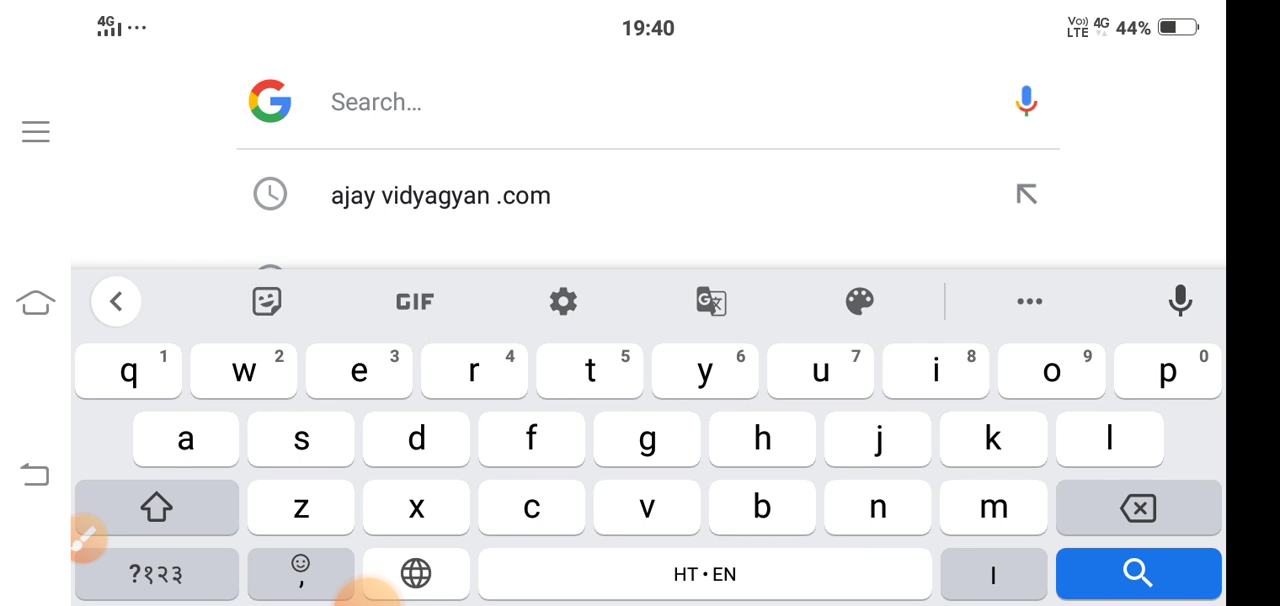 4G 19:40 Vo)) LTE 4G 44%
Search...
ajay vidyagyan .com
GIF
q 1 w 2 e 3 r 4 t 5 y 6 u 7 i 8 o 9 p 0
a s d f g h j k l
z x c v b n m
?१२३ , HT • EN ।